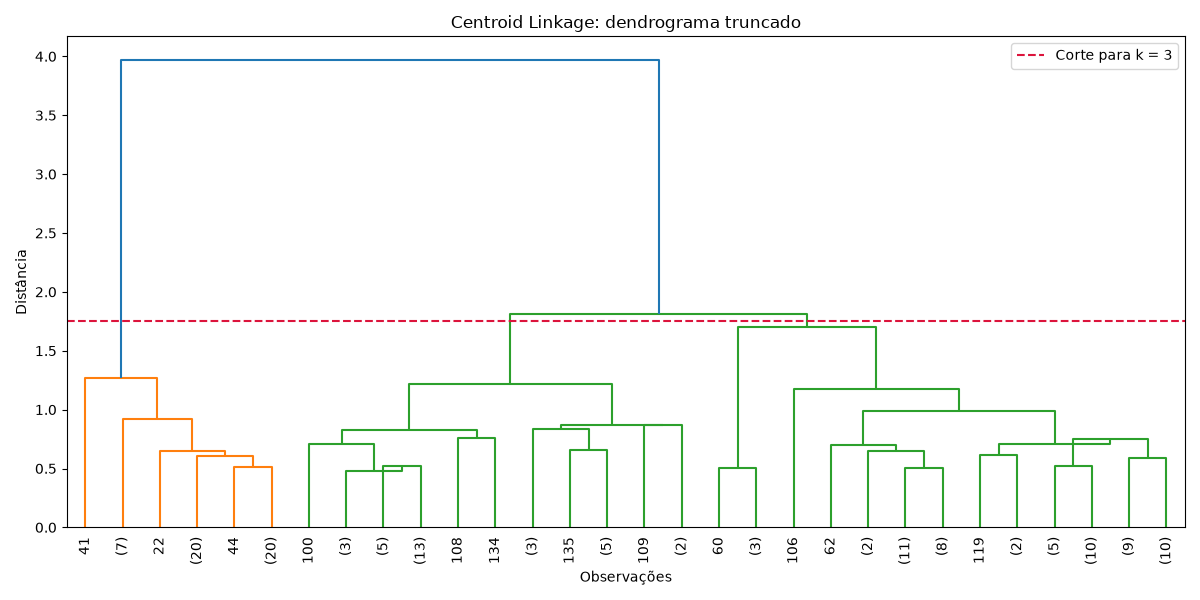 Centroid Linkage: dendrograma truncado
Corte para k = 3
4.0
3.5
3.0
2.5
2.0
1.5
1.0
0.5
0.0
Distância
41 (7) 22 (20) 44 (20) 100 (3) (5) (13) 108 134 (3) 135 (5) 109 (2) 60 (3) 106 62 (2) (11) (8) 119 (2) (5) (10) (9) (10)
Observações